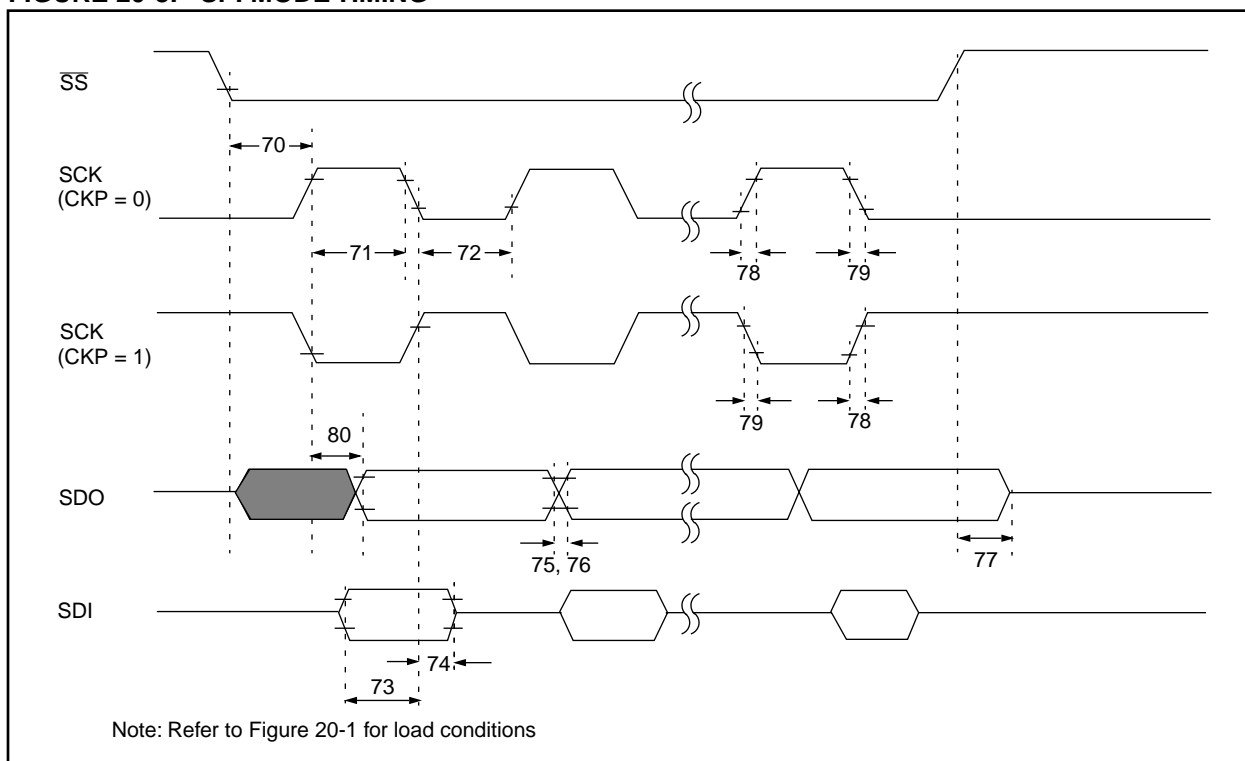 SS
70
SCK
(CKP = 0)
71
72
78
79
SCK
(CKP = 1)
79
78
80
SDO
75, 76
77
SDI
74
73
Note: Refer to Figure 20-1 for load conditions